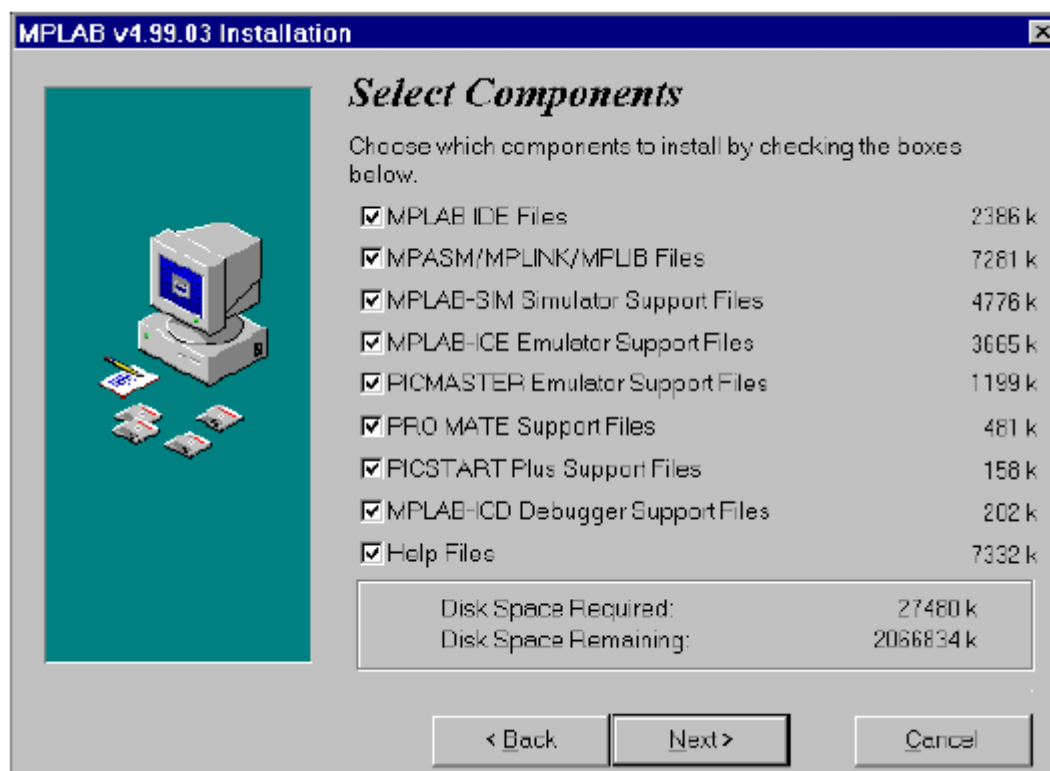 MPLAB v4.99.03 Installation
Select Components
Choose which components to install by checking the boxes
below.
MPLAB IDE Files 2386 k
MPASM/MPLINK/MPLIB Files 7281 k
MPLAB-SIM Simulator Support Files 4776 k
MPLAB-ICE Emulator Support Files 3665 k
PICMASTER Emulator Support Files 1199 k
PRO MATE Support Files 481 k
PICSTART Plus Support Files 158 k
MPLAB-ICD Debugger Support Files 202 k
Help Files 7332 k
Disk Space Required: 27480 k
Disk Space Remaining: 2066834 k
< Back Next > Cancel